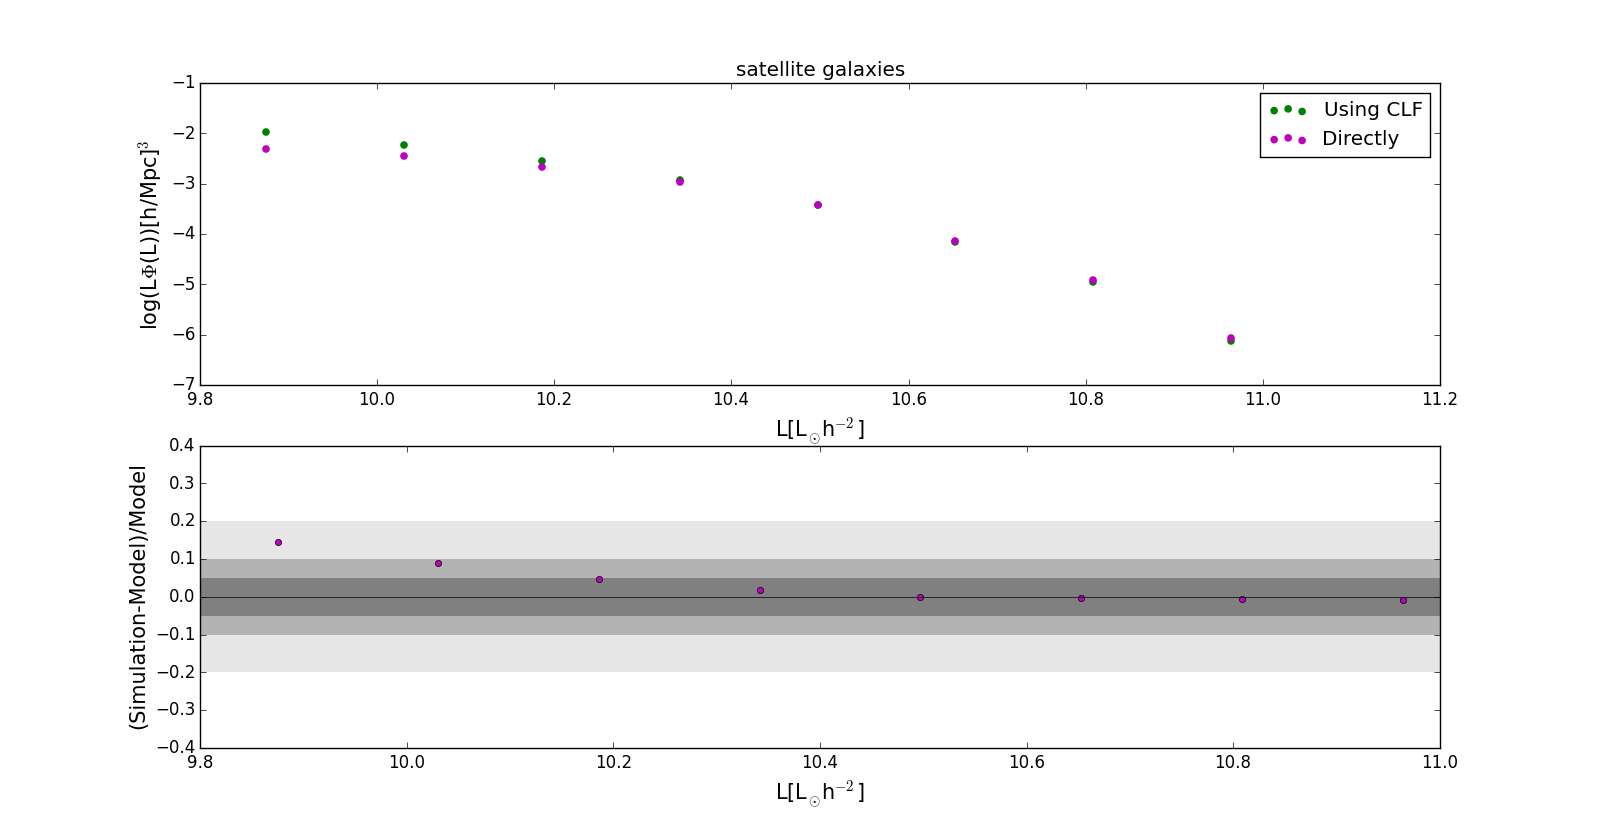 satellite galaxies
−1
−2
−3
−4
−5
−6
−7
log(LΦ(L))[h/Mpc]³
Using CLF
Directly
9.8 10.0 10.2 10.4 10.6 10.8 11.0 11.2
L[L☉h⁻²]
0.4
0.3
0.2
0.1
0.0
−0.1
−0.2
−0.3
−0.4
(Simulation-Model)/Model
9.8 10.0 10.2 10.4 10.6 10.8 11.0
L[L☉h⁻²]